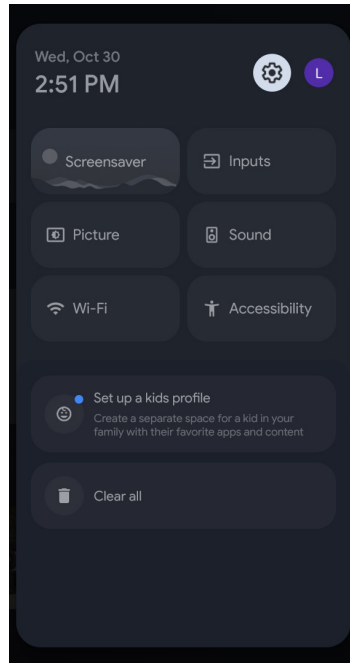 Wed, Oct 30
2:51 PM
L
Screensaver
Inputs
Picture
Sound
Wi-Fi
Accessibility
Set up a kids profile
Create a separate space for a kid in your
family with their favorite apps and content
Clear all